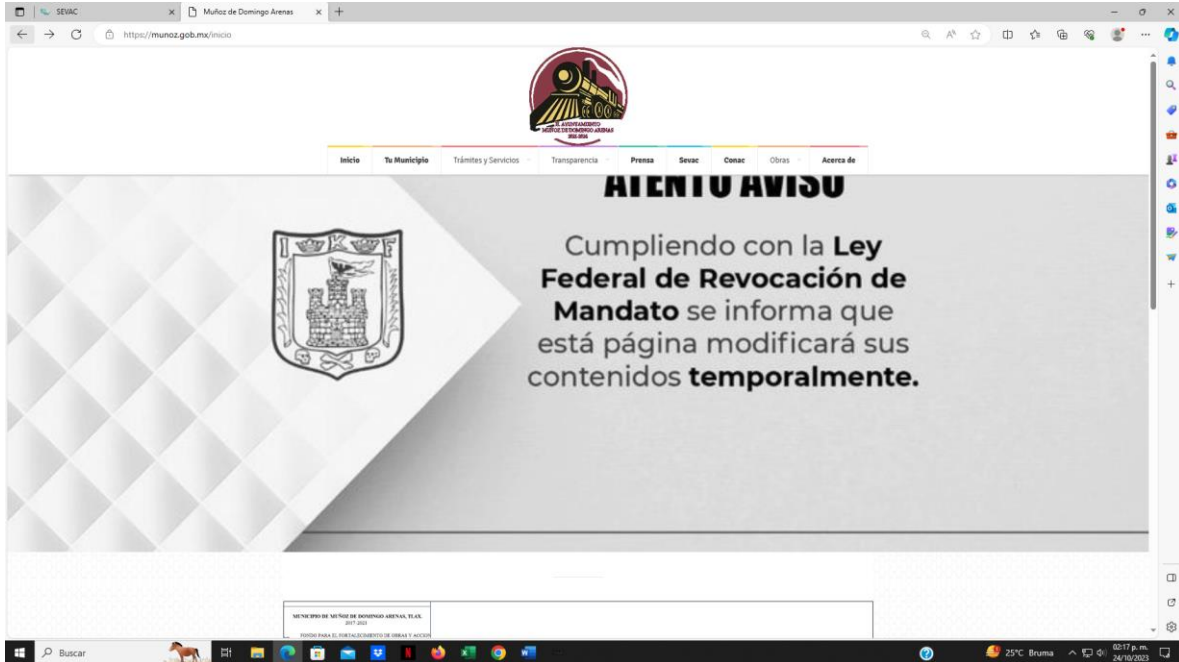 SEVAC
Muñoz de Domingo Arenas
https://munoz.gob.mx/inicio
H. AYUNTAMIENTO
MUÑOZ DE DOMINGO ARENAS
Inicio Tu Municipio Trámites y Servicios Transparencia Prensa Sevac Conac Obras Acerca de
ATENTO AVISO
I K F
Cumpliendo con la Ley
Federal de Revocación de
Mandato se informa que
está página modificará sus
contenidos temporalmente.
MUNICIPIO DE MUÑOZ DE DOMINGO ARENAS, TLAX.
FONDO PARA EL FORTALECIMIENTO DE OBRAS Y ACCION
Buscar
25°C Bruma
02:17 p. m.
24/10/2023